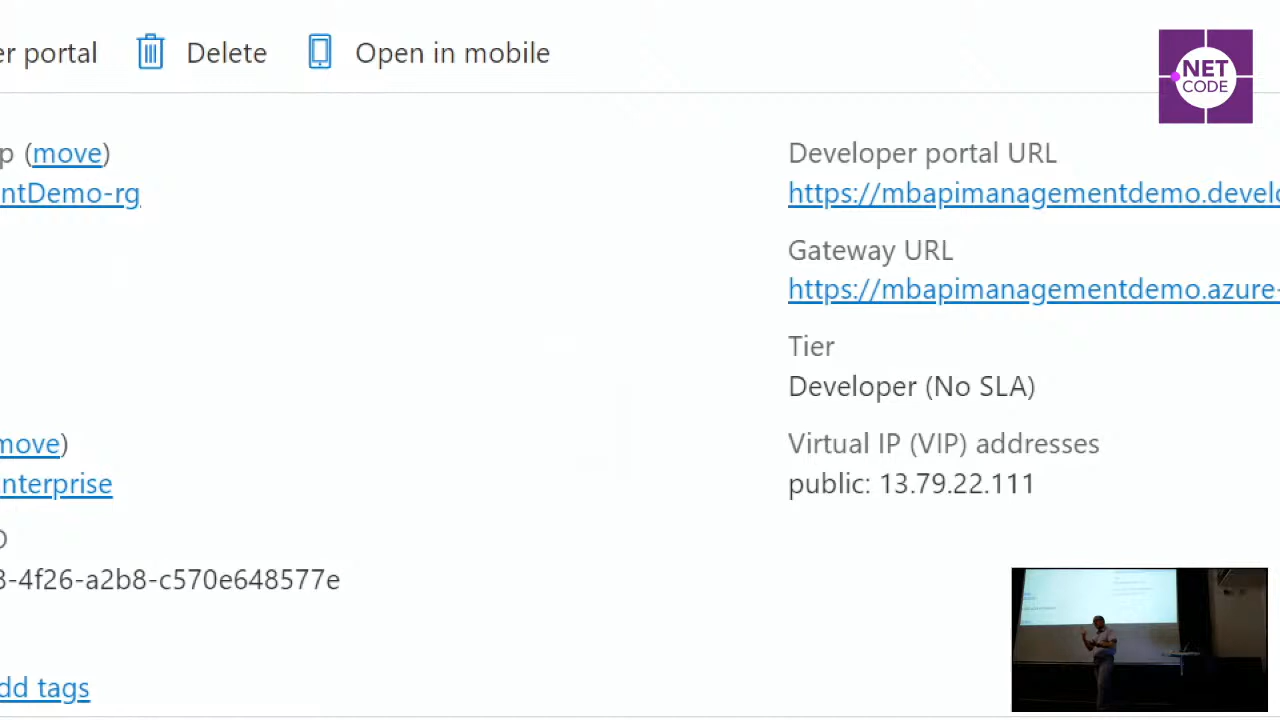 er portal
Delete
Open in mobile
NET
CODE
p (move)
ntDemo-rg
move)
nterprise
3-4f26-a2b8-c570e648577e
dd tags
Developer portal URL
https://mbapimanagementdemo.develo
Gateway URL
https://mbapimanagementdemo.azure-
Tier
Developer (No SLA)
Virtual IP (VIP) addresses
public: 13.79.22.111